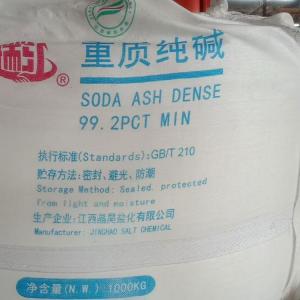 ®
重质纯碱
SODA ASH DENSE
99.2PCT MIN
执行标准(Standards):GB/T 210
贮存方法:密封、避光、防潮
Storage Method: Sealed, protected
from light and moisture
生产企业:江西晶昊盐化有限公司
Manufacturer: JINGHAO SALT CHEMICAL
净含量(N.W.) 1000KG